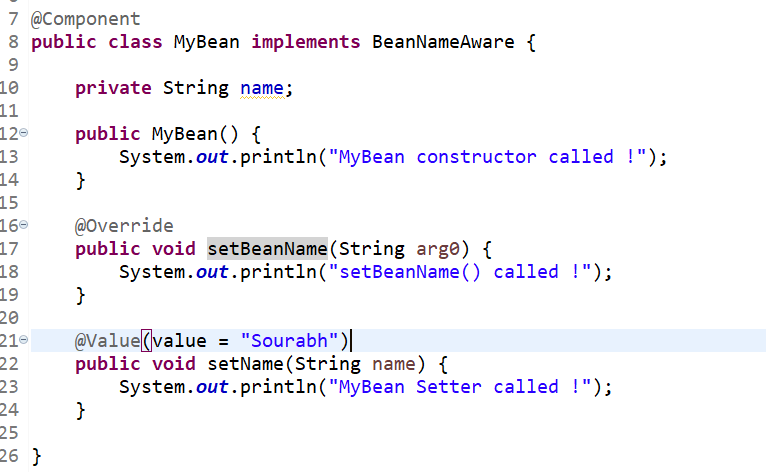 7 @Component
8 public class MyBean implements BeanNameAware {
9
10     private String name;
11
12     public MyBean() {
13         System.out.println("MyBean constructor called !");
14     }
15
16     @Override
17     public void setBeanName(String arg0) {
18         System.out.println("setBeanName() called !");
19     }
20
21     @Value(value = "Sourabh")
22     public void setName(String name) {
23         System.out.println("MyBean Setter called !");
24     }
25
26 }